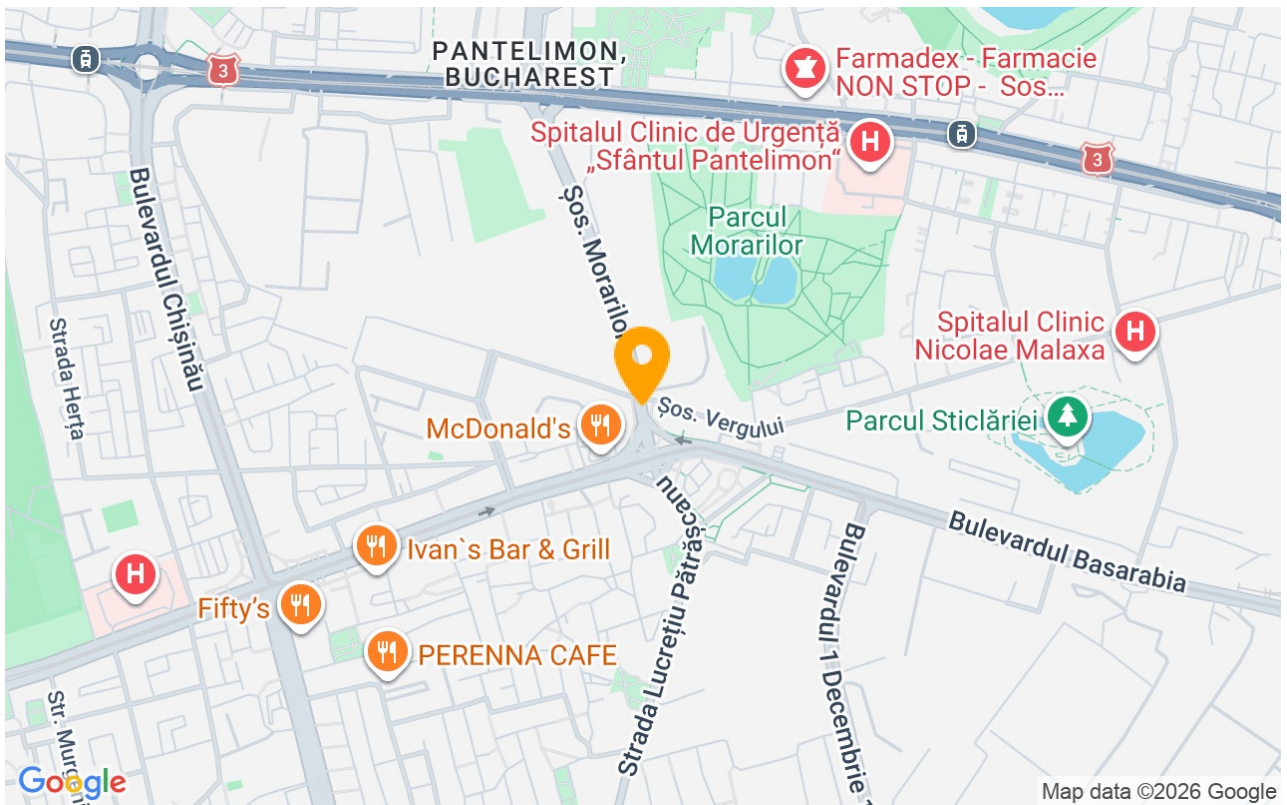 PANTELIMON,
BUCHAREST
3
Farmadex - Farmacie
NON STOP - Sos...
Spitalul Clinic de Urgență
„Sfântul Pantelimon“
H
3
Bulevardul Chișinău
Șos. Morarilor
Parcul
Morarilor
Strada Herța
Spitalul Clinic
Nicolae Malaxa
H
McDonald's
Șos. Vergului
Parcul Sticlăriei
Strada Lucrețiu Pătrășcanu
Bulevardul Basarabia
Bulevardul 1 Decembrie 1
Ivan`s Bar & Grill
H
Fifty's
PERENNA CAFE
Str.
Google
Map data ©2026 Google